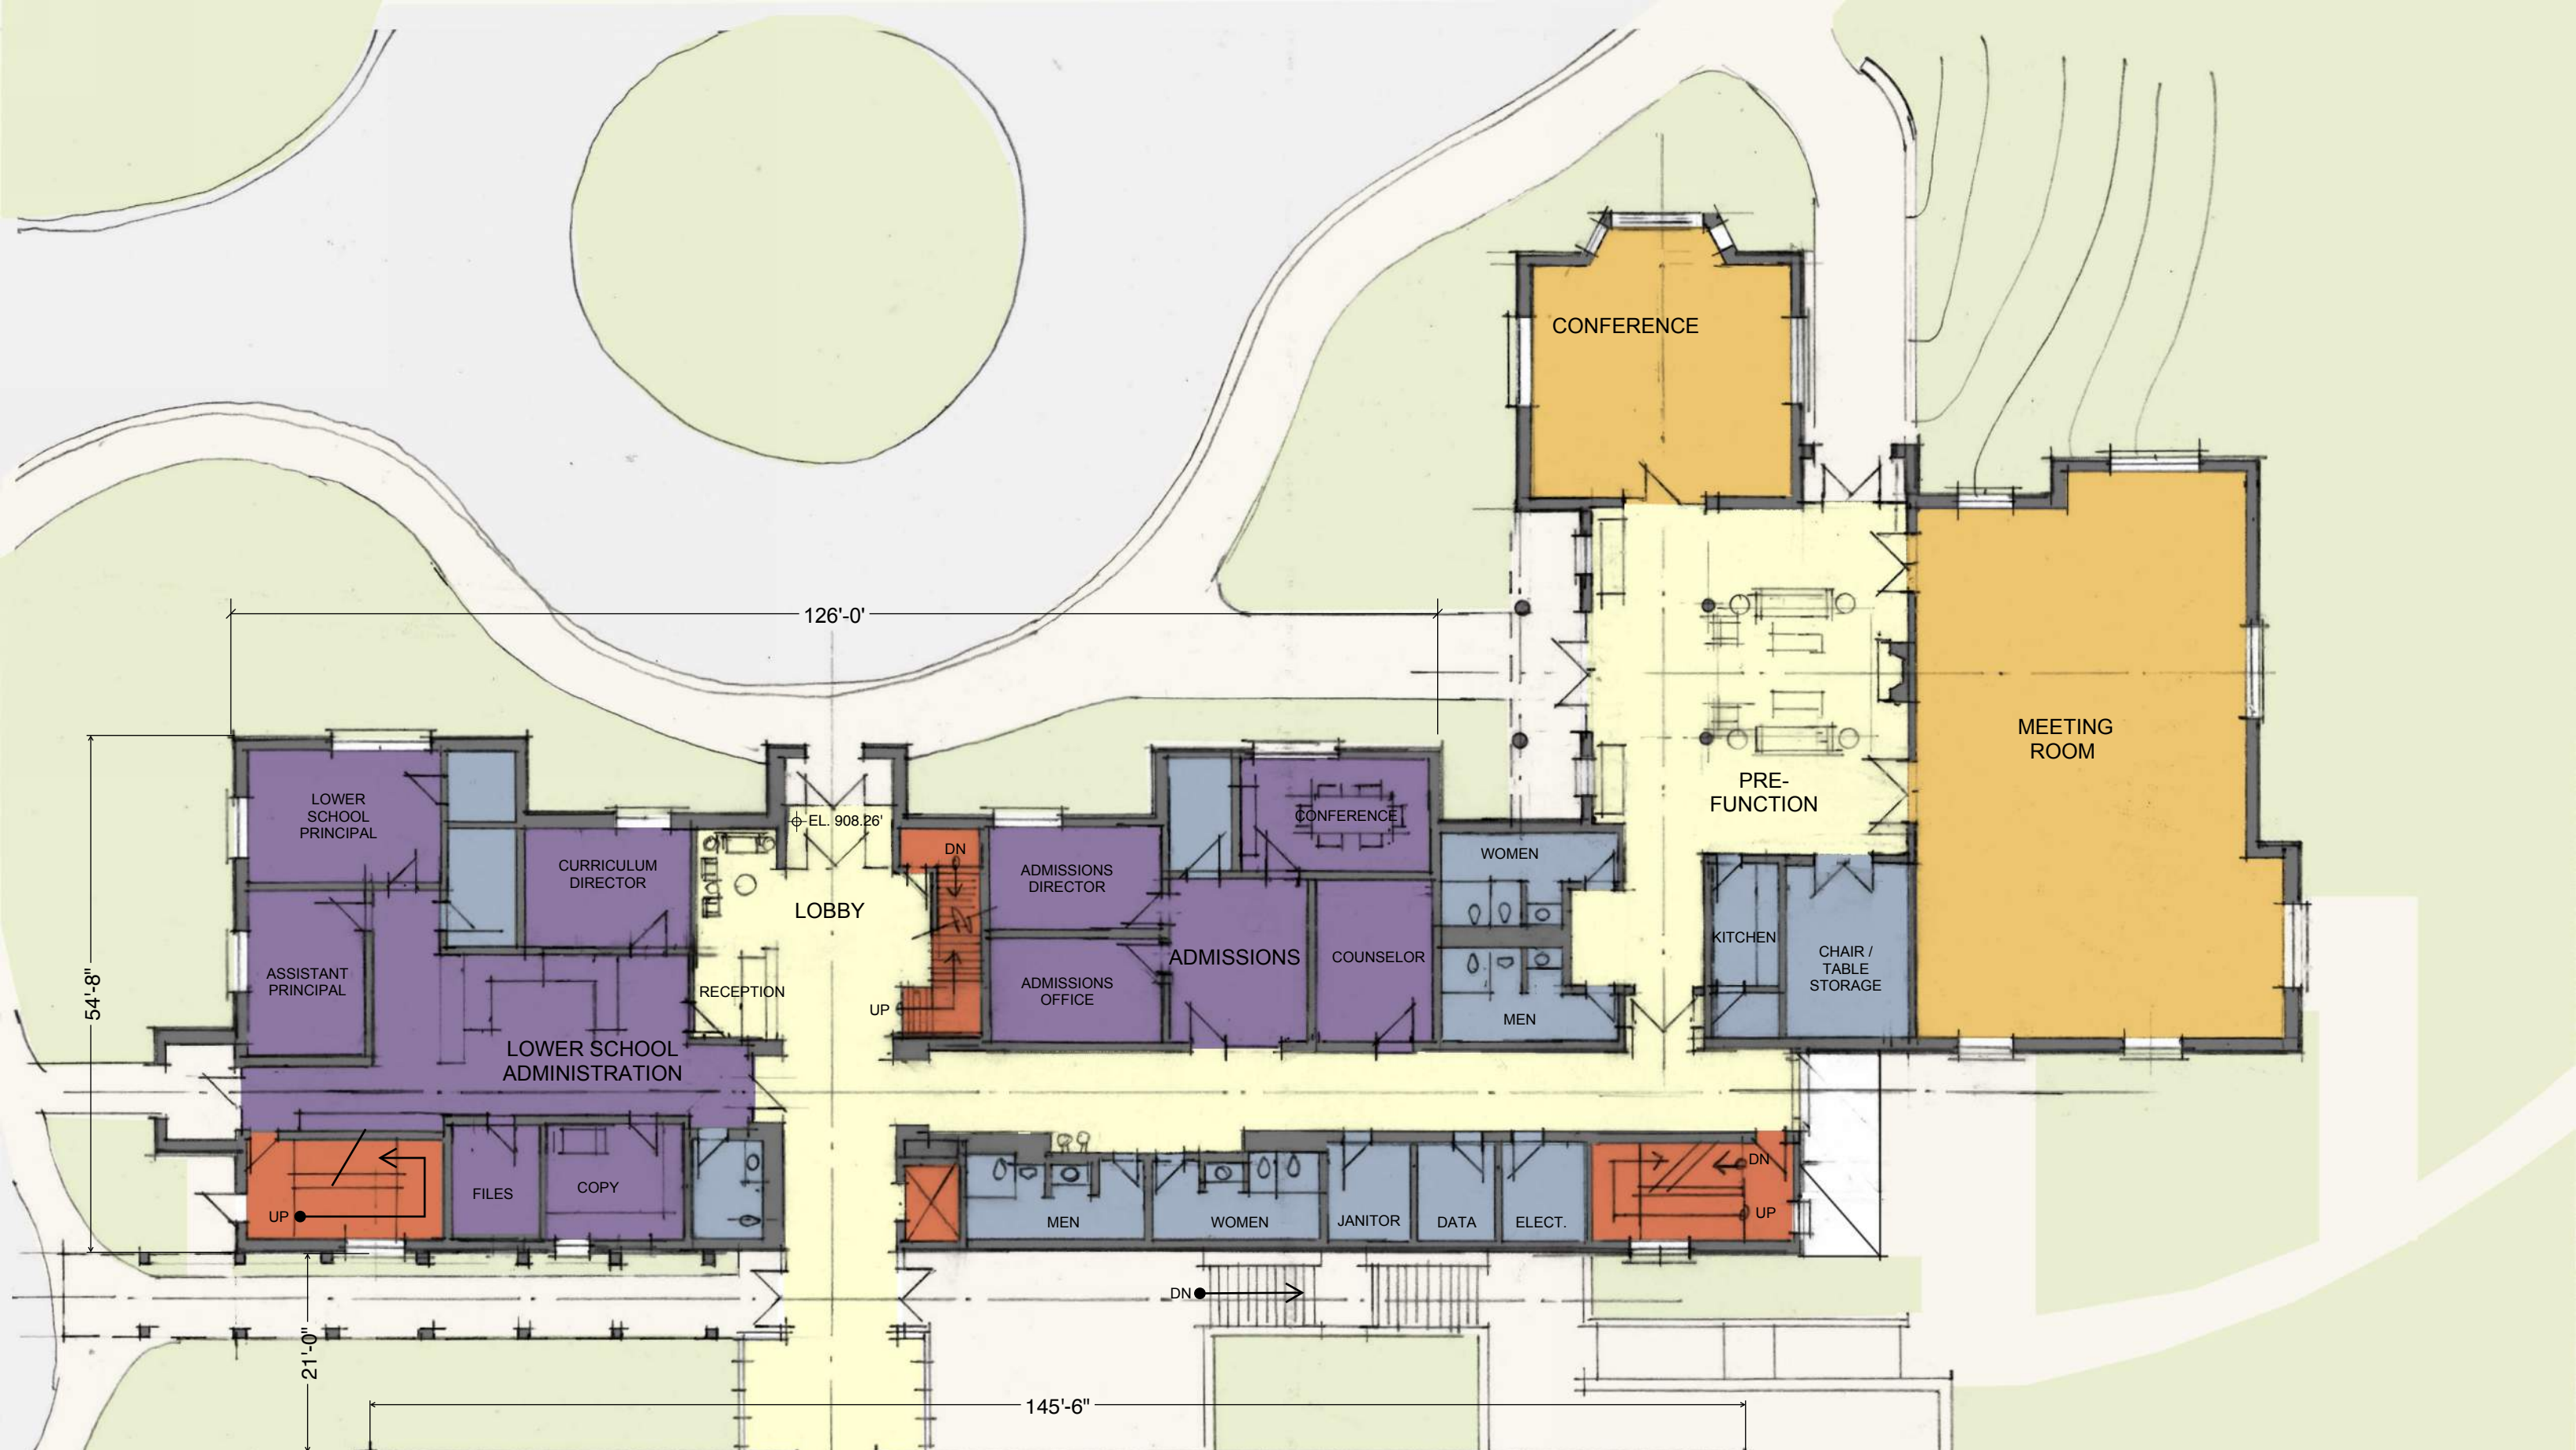 CONFERENCE
126'-0'
MEETING
ROOM
PRE-
FUNCTION
LOWER
SCHOOL
PRINCIPAL
EL. 908.26'
CONFERENCE
DN
WOMEN
CURRICULUM
DIRECTOR
ADMISSIONS
DIRECTOR
LOBBY
KITCHEN
ADMISSIONS
COUNSELOR
CHAIR /
TABLE
STORAGE
ASSISTANT
PRINCIPAL
54'-8"
RECEPTION
ADMISSIONS
OFFICE
UP
MEN
LOWER SCHOOL
ADMINISTRATION
DN
FILES
COPY
UP
UP
MEN
WOMEN
JANITOR
DATA
ELECT.
DN
21'-0"
145'-6"